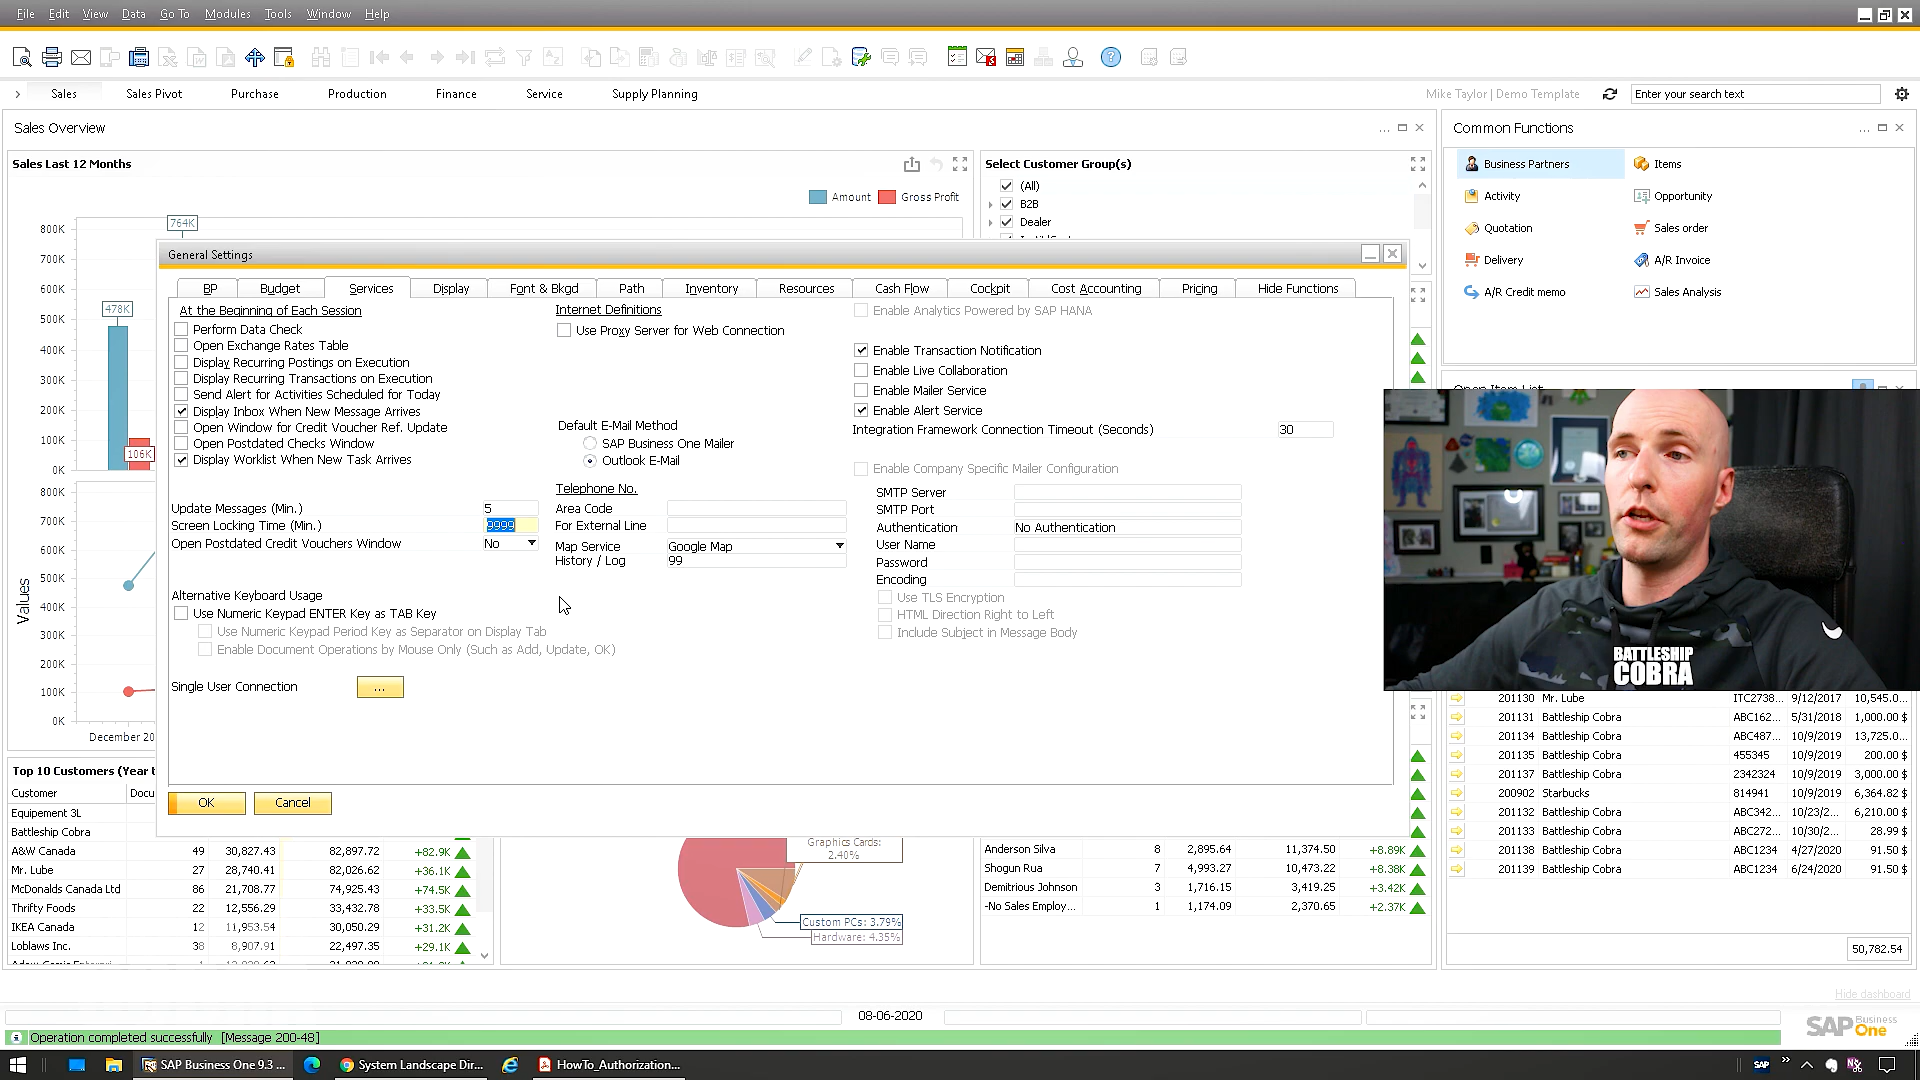 File Edit View Data Go To Modules Tools Window Help
Sales Sales Pivot Purchase Production Finance Service Supply Planning
Mike Taylor | Demo Template
Enter your search text
Sales Overview
Common Functions
Sales Last 12 Months
Select Customer Group(s)
Business Partners Items
(All)
Amount Gross Profit
Activity Opportunity
B2B
Dealer
764K
800K
Quotation Sales order
General Settings
700K
Delivery A/R Invoice
BP Budget Services Display Font & Bkgd Path Inventory Resources Cash Flow Cockpit Cost Accounting Pricing Hide Functions
600K
A/R Credit memo Sales Analysis
478K
500K
400K
300K
200K
100K
106K
0K
At the Beginning of Each Session
Perform Data Check
Open Exchange Rates Table
Display Recurring Postings on Execution
Display Recurring Transactions on Execution
Send Alert for Activities Scheduled for Today
Display Inbox When New Message Arrives
Open Window for Credit Voucher Ref. Update
Open Postdated Checks Window
Display Worklist When New Task Arrives
Update Messages (Min.) 5
Screen Locking Time (Min.) 9999
Open Postdated Credit Vouchers Window No
Alternative Keyboard Usage
Use Numeric Keypad ENTER Key as TAB Key
Use Numeric Keypad Period Key as Separator on Display Tab
Enable Document Operations by Mouse Only (Such as Add, Update, OK)
Single User Connection ...
Internet Definitions
Use Proxy Server for Web Connection
Default E-Mail Method
SAP Business One Mailer
Outlook E-Mail
Telephone No.
Area Code
For External Line
Map Service Google Map
History / Log 99
Enable Analytics Powered by SAP HANA
Enable Transaction Notification
Enable Live Collaboration
Enable Mailer Service
Enable Alert Service
Integration Framework Connection Timeout (Seconds) 30
Enable Company Specific Mailer Configuration
SMTP Server
SMTP Port
Authentication No Authentication
User Name
Password
Encoding
Use TLS Encryption
HTML Direction Right to Left
Include Subject in Message Body
OK Cancel
BATTLESHIP
COBRA
Values
800K
700K
600K
500K
400K
300K
200K
100K
0K
December 20
Top 10 Customers (Year t
Customer Docu
Equipement 3L
Battleship Cobra
A&W Canada 49 30,827.43 82,897.72 +82.9K
Mr. Lube 27 28,740.41 82,026.62 +36.1K
McDonalds Canada Ltd 86 21,708.77 74,925.43 +74.5K
Thrifty Foods 22 12,556.29 33,432.78 +33.5K
IKEA Canada 12 11,953.54 30,050.29 +31.2K
Loblaws Inc. 38 8,907.91 22,497.35 +29.1K
Graphics Cards:
2.40%
Custom PCs: 3.79%
Hardware: 4.35%
Anderson Silva 8 2,895.64 11,374.50 +8.89K
Shogun Rua 7 4,993.27 10,473.22 +8.38K
Demitrious Johnson 3 1,716.15 3,419.25 +3.42K
-No Sales Employ... 1 1,174.09 2,370.65 +2.37K
201130 Mr. Lube ITC2738... 9/12/2017 10,545.0...
201131 Battleship Cobra ABC162... 5/31/2018 1,000.00 $
201134 Battleship Cobra ABC487... 10/9/2019 13,725.0...
201135 Battleship Cobra 455345 10/9/2019 200.00 $
201137 Battleship Cobra 2342324 10/9/2019 3,000.00 $
200902 Starbucks 814941 10/9/2019 6,364.82 $
201132 Battleship Cobra ABC342... 10/23/2... 6,210.00 $
201133 Battleship Cobra ABC272... 10/30/2... 28.99 $
201138 Battleship Cobra ABC1234 4/27/2020 91.50 $
201139 Battleship Cobra ABC1234 6/24/2020 91.50 $
50,782.54
Hide dashboard
08-06-2020
Operation completed successfully [Message 200-48]
SAP Business One
SAP Business One 9.3 ... System Landscape Dir... HowTo_Authorization...
SAP